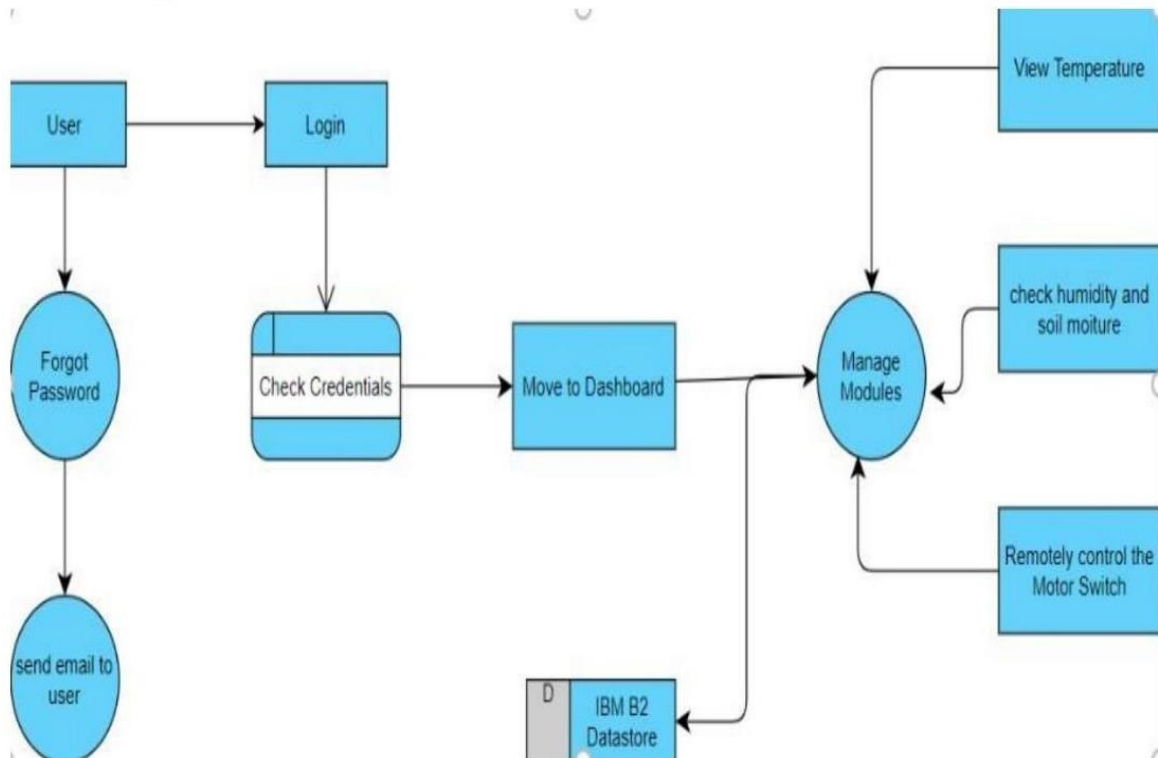 User
Login
View Temperature
Forgot
Password
Check Credentials
Move to Dashboard
Manage
Modules
check humidity and
soil moiture
Remotely control the
Motor Switch
send email to
user
D
IBM B2
Datastore